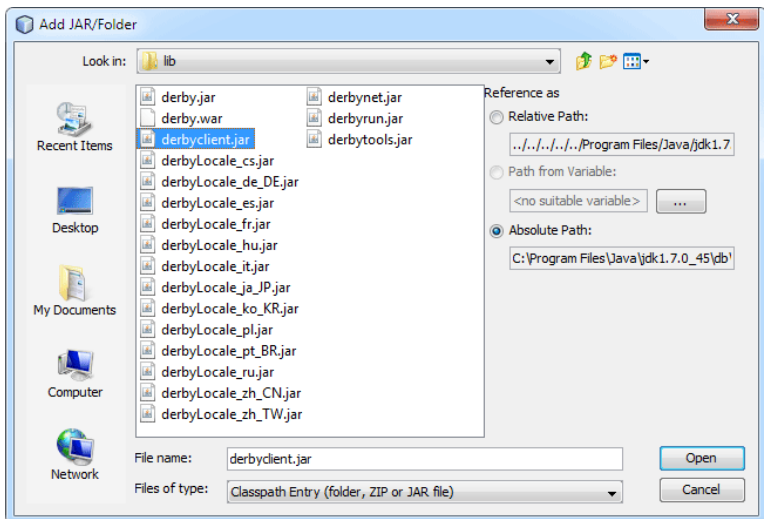 Add JAR/Folder
Look in:
lib
Recent Items
Desktop
My Documents
Computer
Network
derby.jar
derby.war
derbyclient.jar
derbyLocale_cs.jar
derbyLocale_de_DE.jar
derbyLocale_es.jar
derbyLocale_fr.jar
derbyLocale_hu.jar
derbyLocale_it.jar
derbyLocale_ja_JP.jar
derbyLocale_ko_KR.jar
derbyLocale_pl.jar
derbyLocale_pt_BR.jar
derbyLocale_ru.jar
derbyLocale_zh_CN.jar
derbyLocale_zh_TW.jar
derbynet.jar
derbyrun.jar
derbytools.jar
Reference as
Relative Path:
../../../../../Program Files/Java/jdk1.7
Path from Variable:
<no suitable variable>
...
Absolute Path:
C:\Program Files\Java\jdk1.7.0_45\db\
File name:
derbyclient.jar
Open
Files of type:
Classpath Entry (folder, ZIP or JAR file)
Cancel